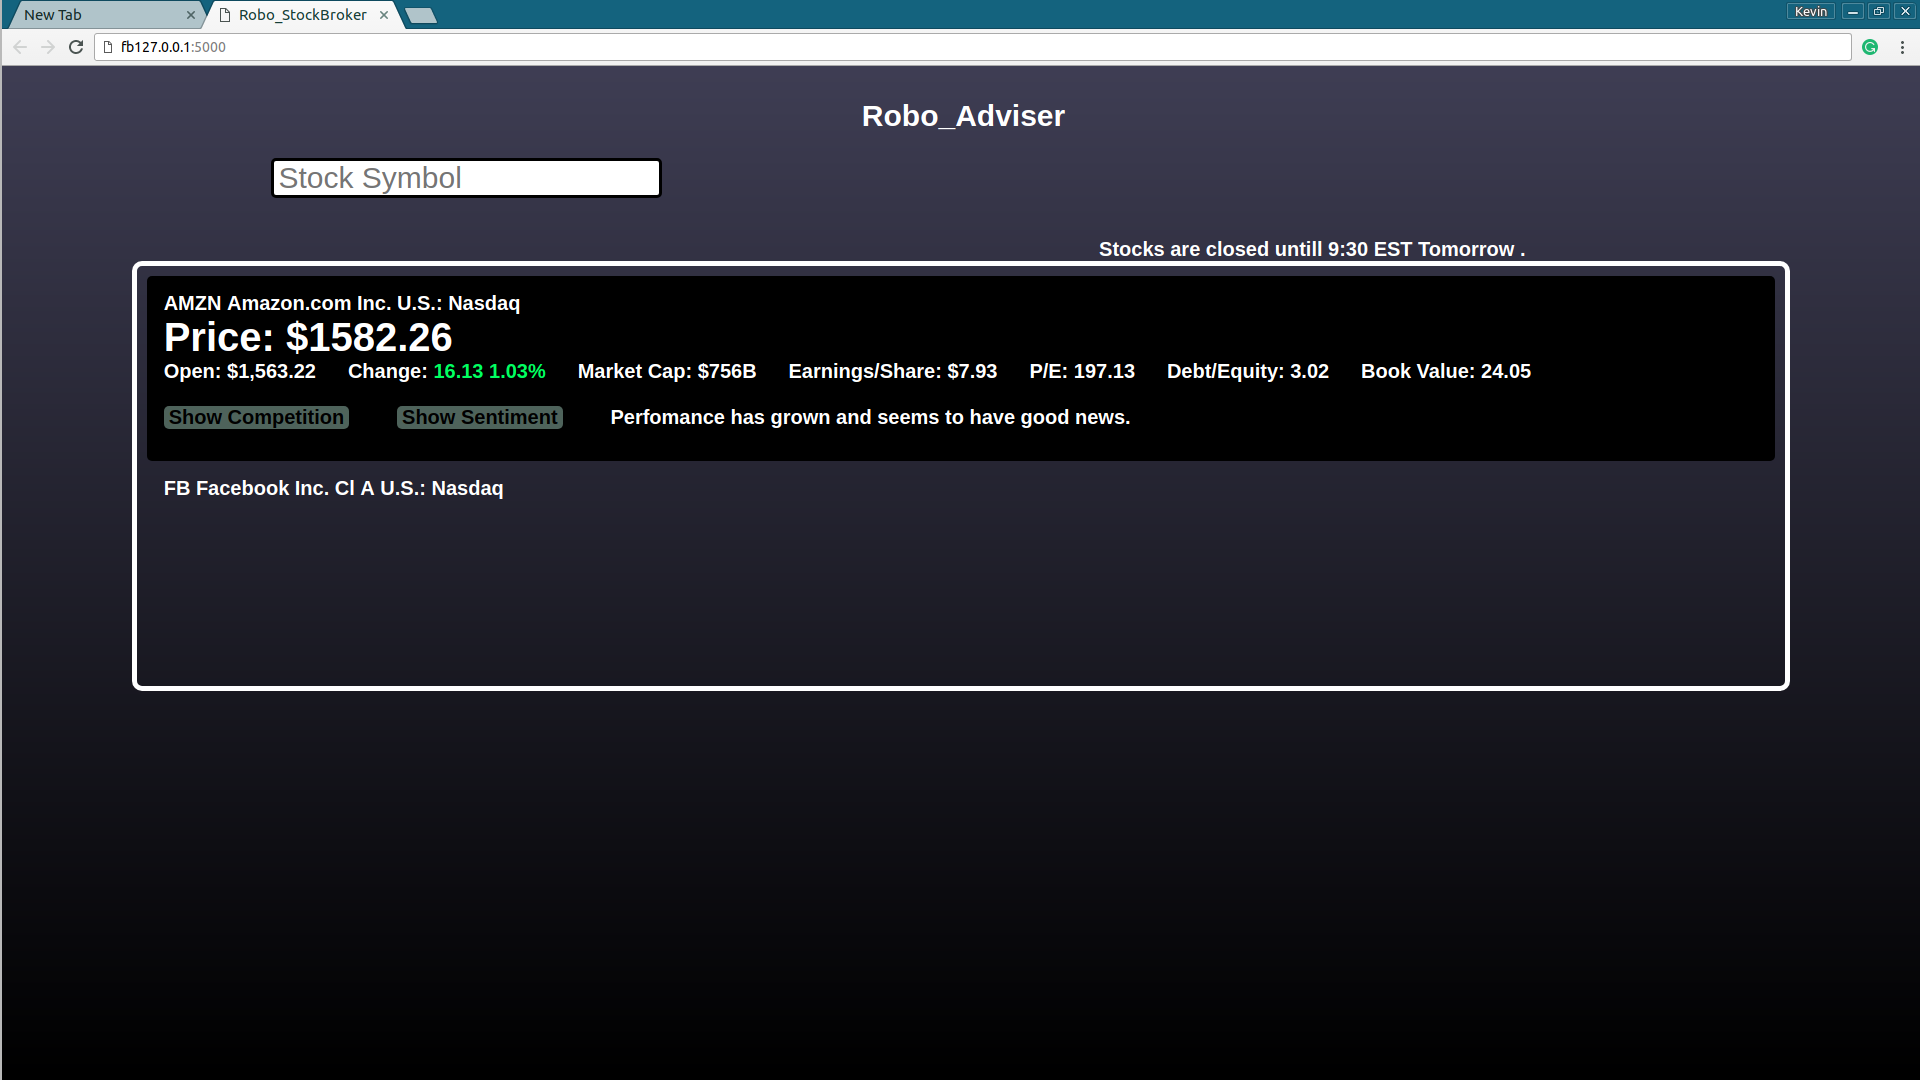 New Tab
Robo_StockBroker
Kevin
fb127.0.0.1:5000
Robo_Adviser
Stock Symbol
Stocks are closed untill 9:30 EST Tomorrow .
AMZN Amazon.com Inc. U.S.: Nasdaq
Price: $1582.26
Open: $1,563.22 Change: 16.13 1.03% Market Cap: $756B Earnings/Share: $7.93 P/E: 197.13 Debt/Equity: 3.02 Book Value: 24.05
Show Competition Show Sentiment Perfomance has grown and seems to have good news.
FB Facebook Inc. Cl A U.S.: Nasdaq